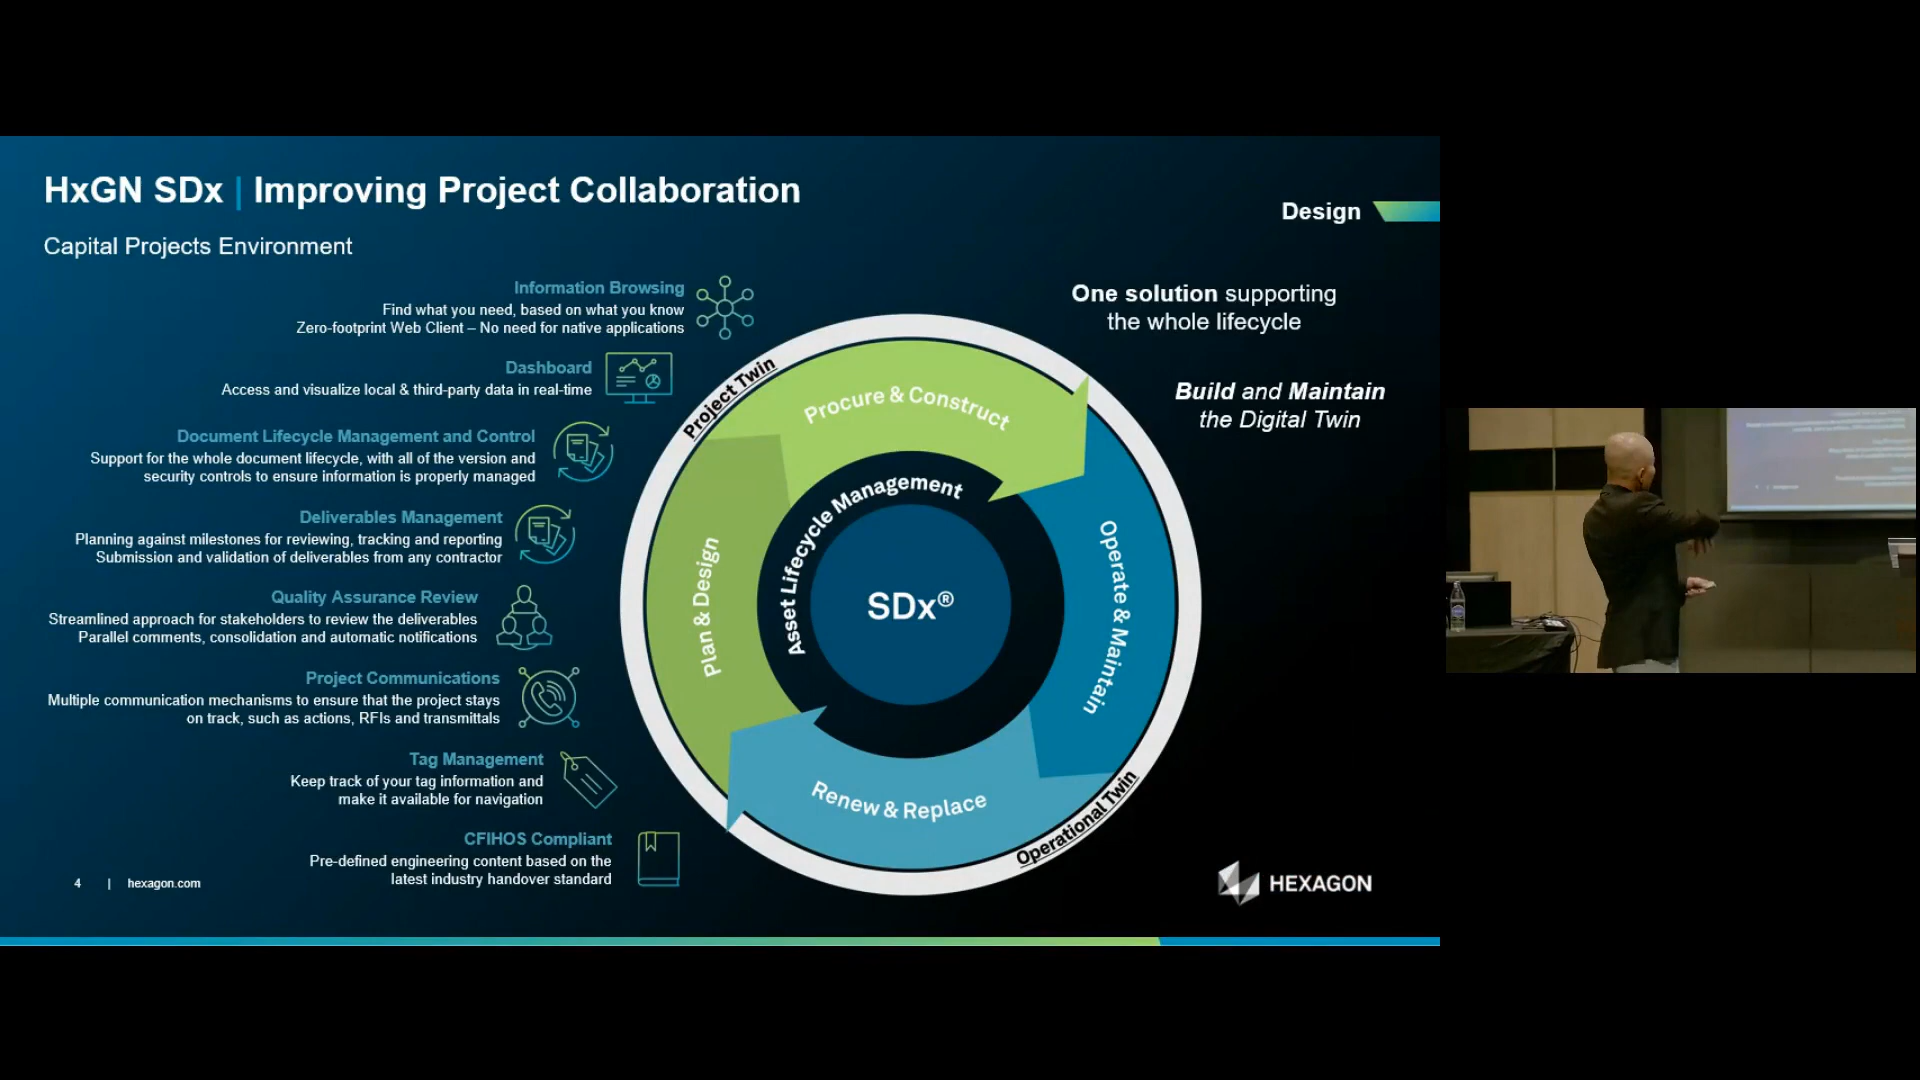 HxGN SDx | Improving Project Collaboration
Design
Capital Projects Environment
Information Browsing
Find what you need, based on what you know
Zero-footprint Web Client – No need for native applications
Dashboard
Access and visualize local & third-party data in real-time
Document Lifecycle Management and Control
Support for the whole document lifecycle, with all of the version and
security controls to ensure information is properly managed
Deliverables Management
Planning against milestones for reviewing, tracking and reporting
Submission and validation of deliverables from any contractor
Quality Assurance Review
Streamlined approach for stakeholders to review the deliverables
Parallel comments, consolidation and automatic notifications
Project Communications
Multiple communication mechanisms to ensure that the project stays
on track, such as actions, RFIs and transmittals
Tag Management
Keep track of your tag information and
make it available for navigation
CFIHOS Compliant
Pre-defined engineering content based on the
latest industry handover standard
Project Twin
Procure & Construct
Asset Lifecycle Management
Plan & Design
SDx®
Operate & Maintain
Renew & Replace
Operational Twin
One solution supporting
the whole lifecycle
Build and Maintain
the Digital Twin
4 | hexagon.com
HEXAGON